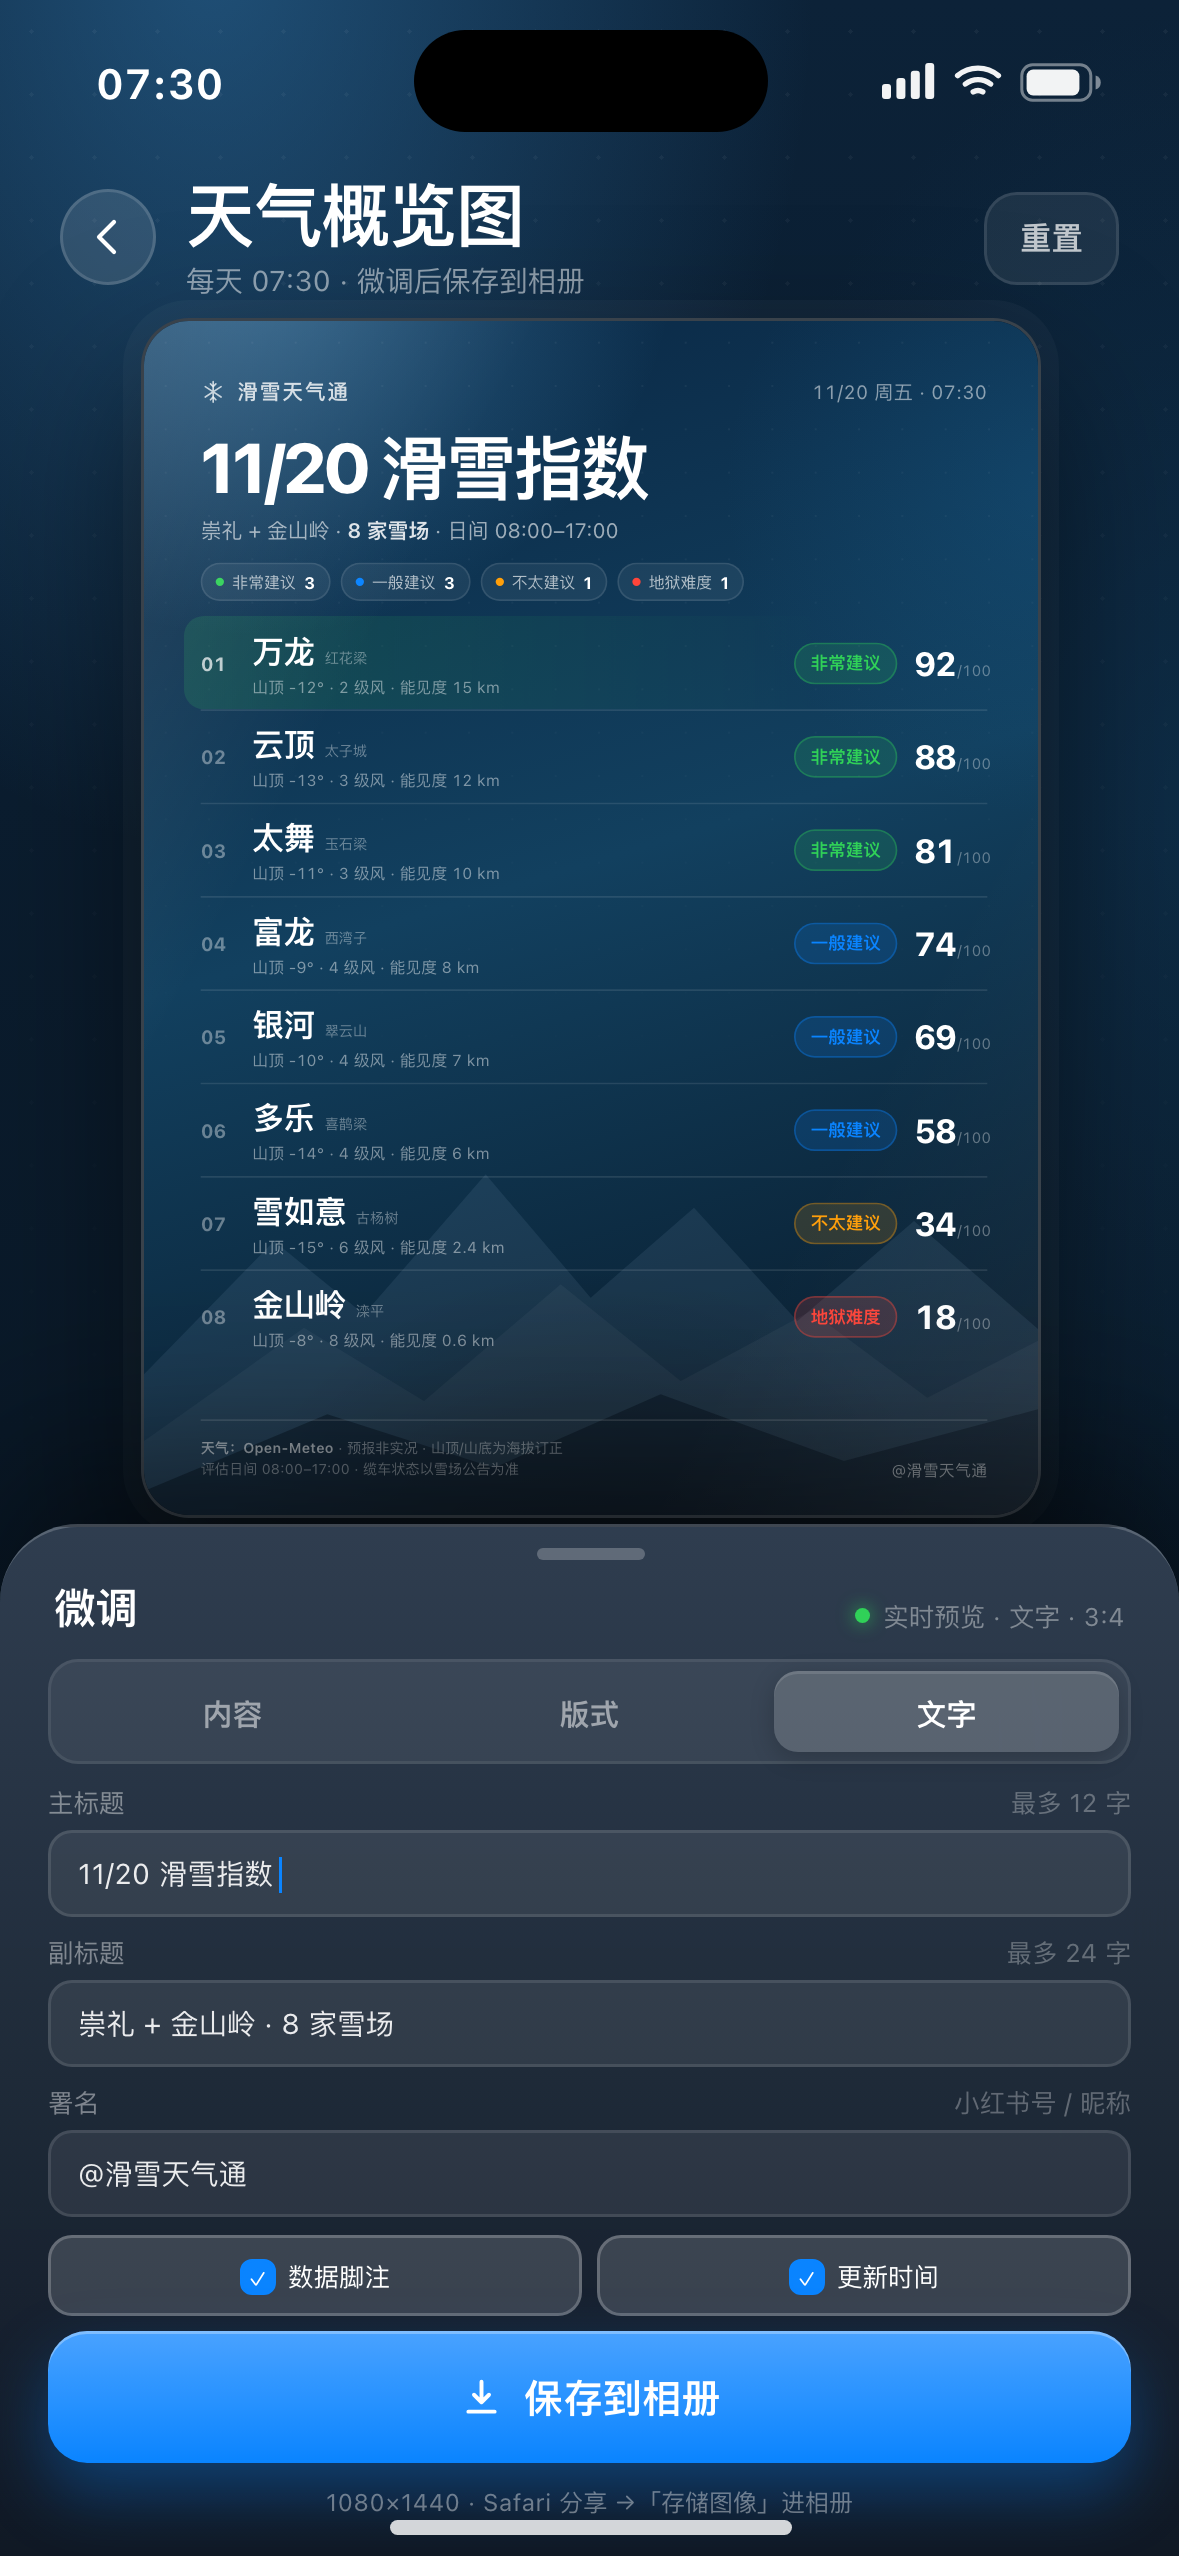 07:30
天气概览图
重置
每天 07:30 · 微调后保存到相册
滑雪天气通
11/20 周五 · 07:30
11/20 滑雪指数
崇礼 + 金山岭 · 8 家雪场 · 日间 08:00–17:00
非常建议 3
一般建议 3
不太建议 1
地狱难度 1
01 万龙 红花梁 非常建议 92/100
山顶 -12° · 2 级风 · 能见度 15 km
02 云顶 太子城 非常建议 88/100
山顶 -13° · 3 级风 · 能见度 12 km
03 太舞 玉石梁 非常建议 81/100
山顶 -11° · 3 级风 · 能见度 10 km
04 富龙 西湾子 一般建议 74/100
山顶 -9° · 4 级风 · 能见度 8 km
05 银河 翠云山 一般建议 69/100
山顶 -10° · 4 级风 · 能见度 7 km
06 多乐 喜鹊梁 一般建议 58/100
山顶 -14° · 4 级风 · 能见度 6 km
07 雪如意 古杨树 不太建议 34/100
山顶 -15° · 6 级风 · 能见度 2.4 km
08 金山岭 滦平 地狱难度 18/100
山顶 -8° · 8 级风 · 能见度 0.6 km
天气：Open-Meteo · 预报非实况 · 山顶/山底为海拔订正
评估日间 08:00–17:00 · 缆车状态以雪场公告为准
@滑雪天气通
微调
实时预览 · 文字 · 3:4
内容
版式
文字
主标题
最多 12 字
11/20 滑雪指数
副标题
最多 24 字
崇礼 + 金山岭 · 8 家雪场
署名
小红书号 / 昵称
@滑雪天气通
数据脚注
更新时间
保存到相册
1080×1440 · Safari 分享 →「存储图像」进相册